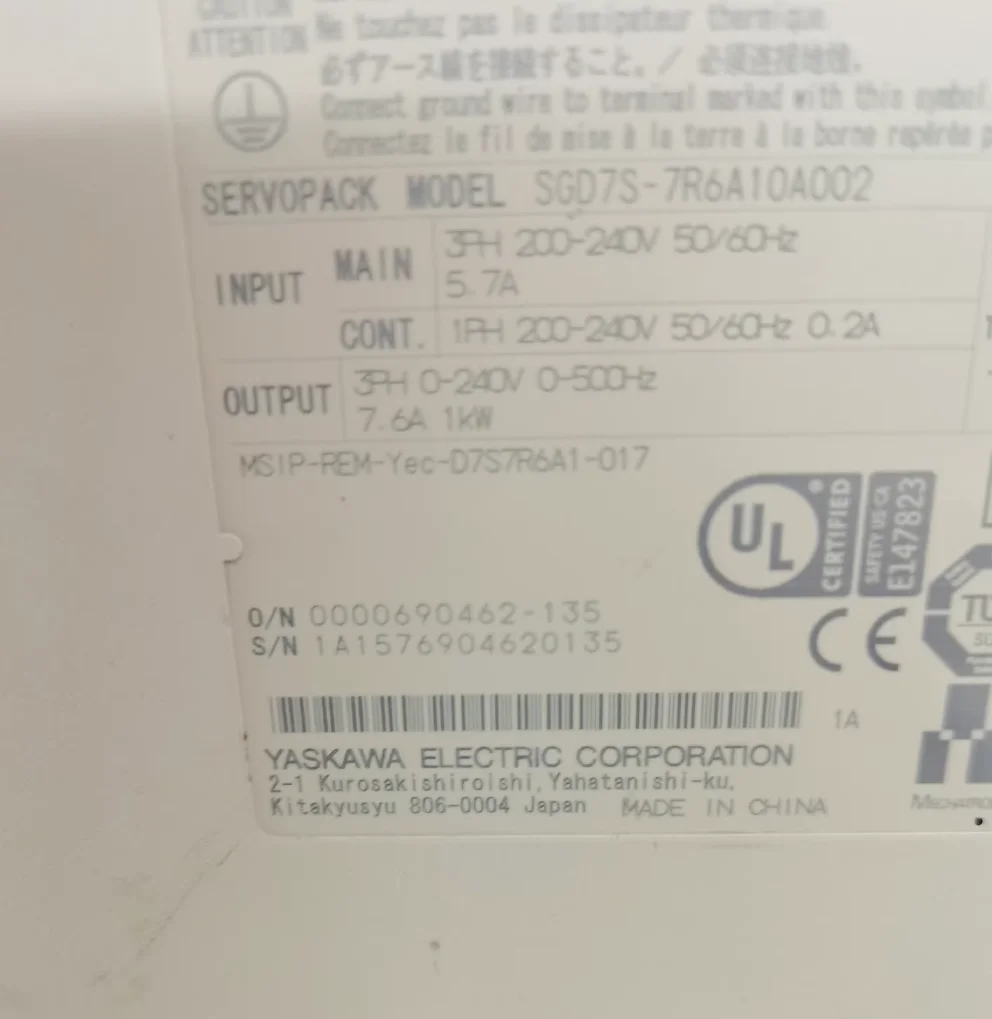 CAUTION
ATTENTION
Ne touchez pas le dissipateur thermique.
必ずアース線を接続すること。/ 必须连接地线。
Connect ground wire to terminal marked with this symbol
Connectez le fil de mise à la terre à la borne repérée
SERVOPACK MODEL SGD7S-7R6A10A002
INPUT MAIN 3PH 200-240V 50/60Hz
5.7A
CONT. 1PH 200-240V 50/60Hz 0.2A
OUTPUT 3PH 0-240V 0-500Hz
7.6A 1kW
MSIP-REM-Yec-D7S7R6A1-017
UL CERTIFIED
SAFETY US-CA
E147823
O/N 0000690462-135
S/N 1A1576904620135
CE
1A
YASKAWA ELECTRIC CORPORATION
2-1 Kurosakishiroishi,Yahatanishi-ku,
Kitakyusyu 806-0004 Japan MADE IN CHINA